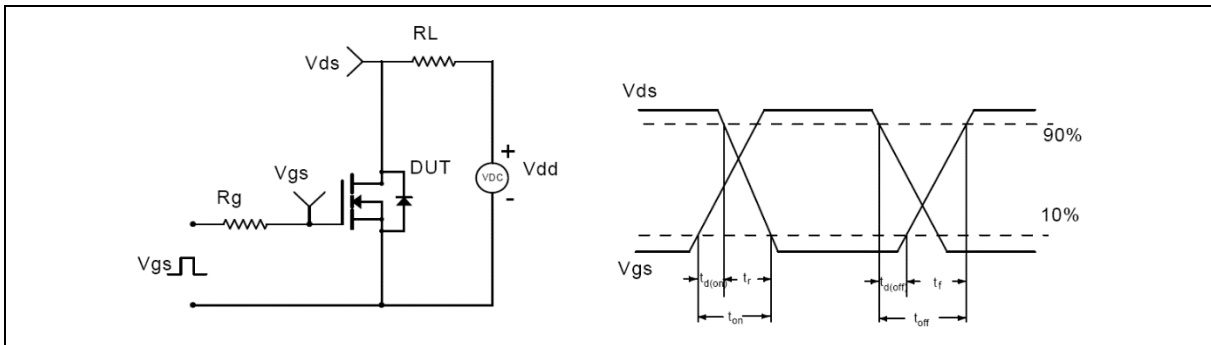 RL
Vds
Vgs
DUT
+
VDC
Vdd
-
Rg
Vgs
Vds
90%
10%
Vgs
td(on) tr
td(off) tf
ton
toff